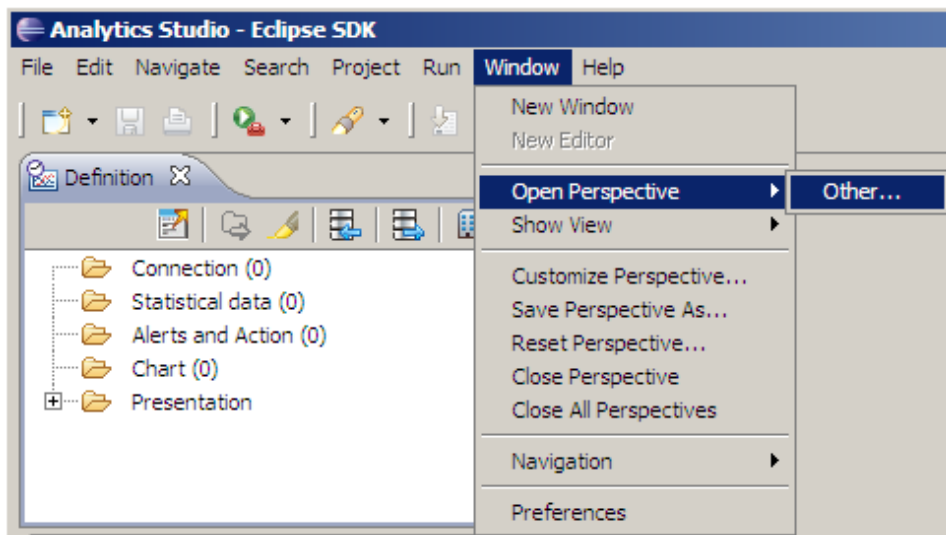 Analytics Studio - Eclipse SDK
File Edit Navigate Search Project Run Window Help
New Window
New Editor
Definition
Open Perspective Other...
Show View
Connection (0)
Customize Perspective...
Statistical data (0)
Save Perspective As...
Alerts and Action (0)
Reset Perspective...
Chart (0)
Close Perspective
Presentation
Close All Perspectives
Navigation
Preferences